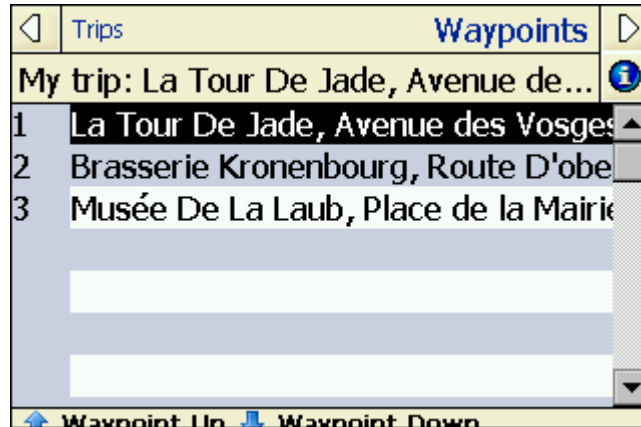 Trips Waypoints
My trip: La Tour De Jade, Avenue de...
1 La Tour De Jade, Avenue des Vosges
2 Brasserie Kronenbourg, Route D'obe
3 Musée De La Laub, Place de la Mairie
Waypoint Up Waypoint Down